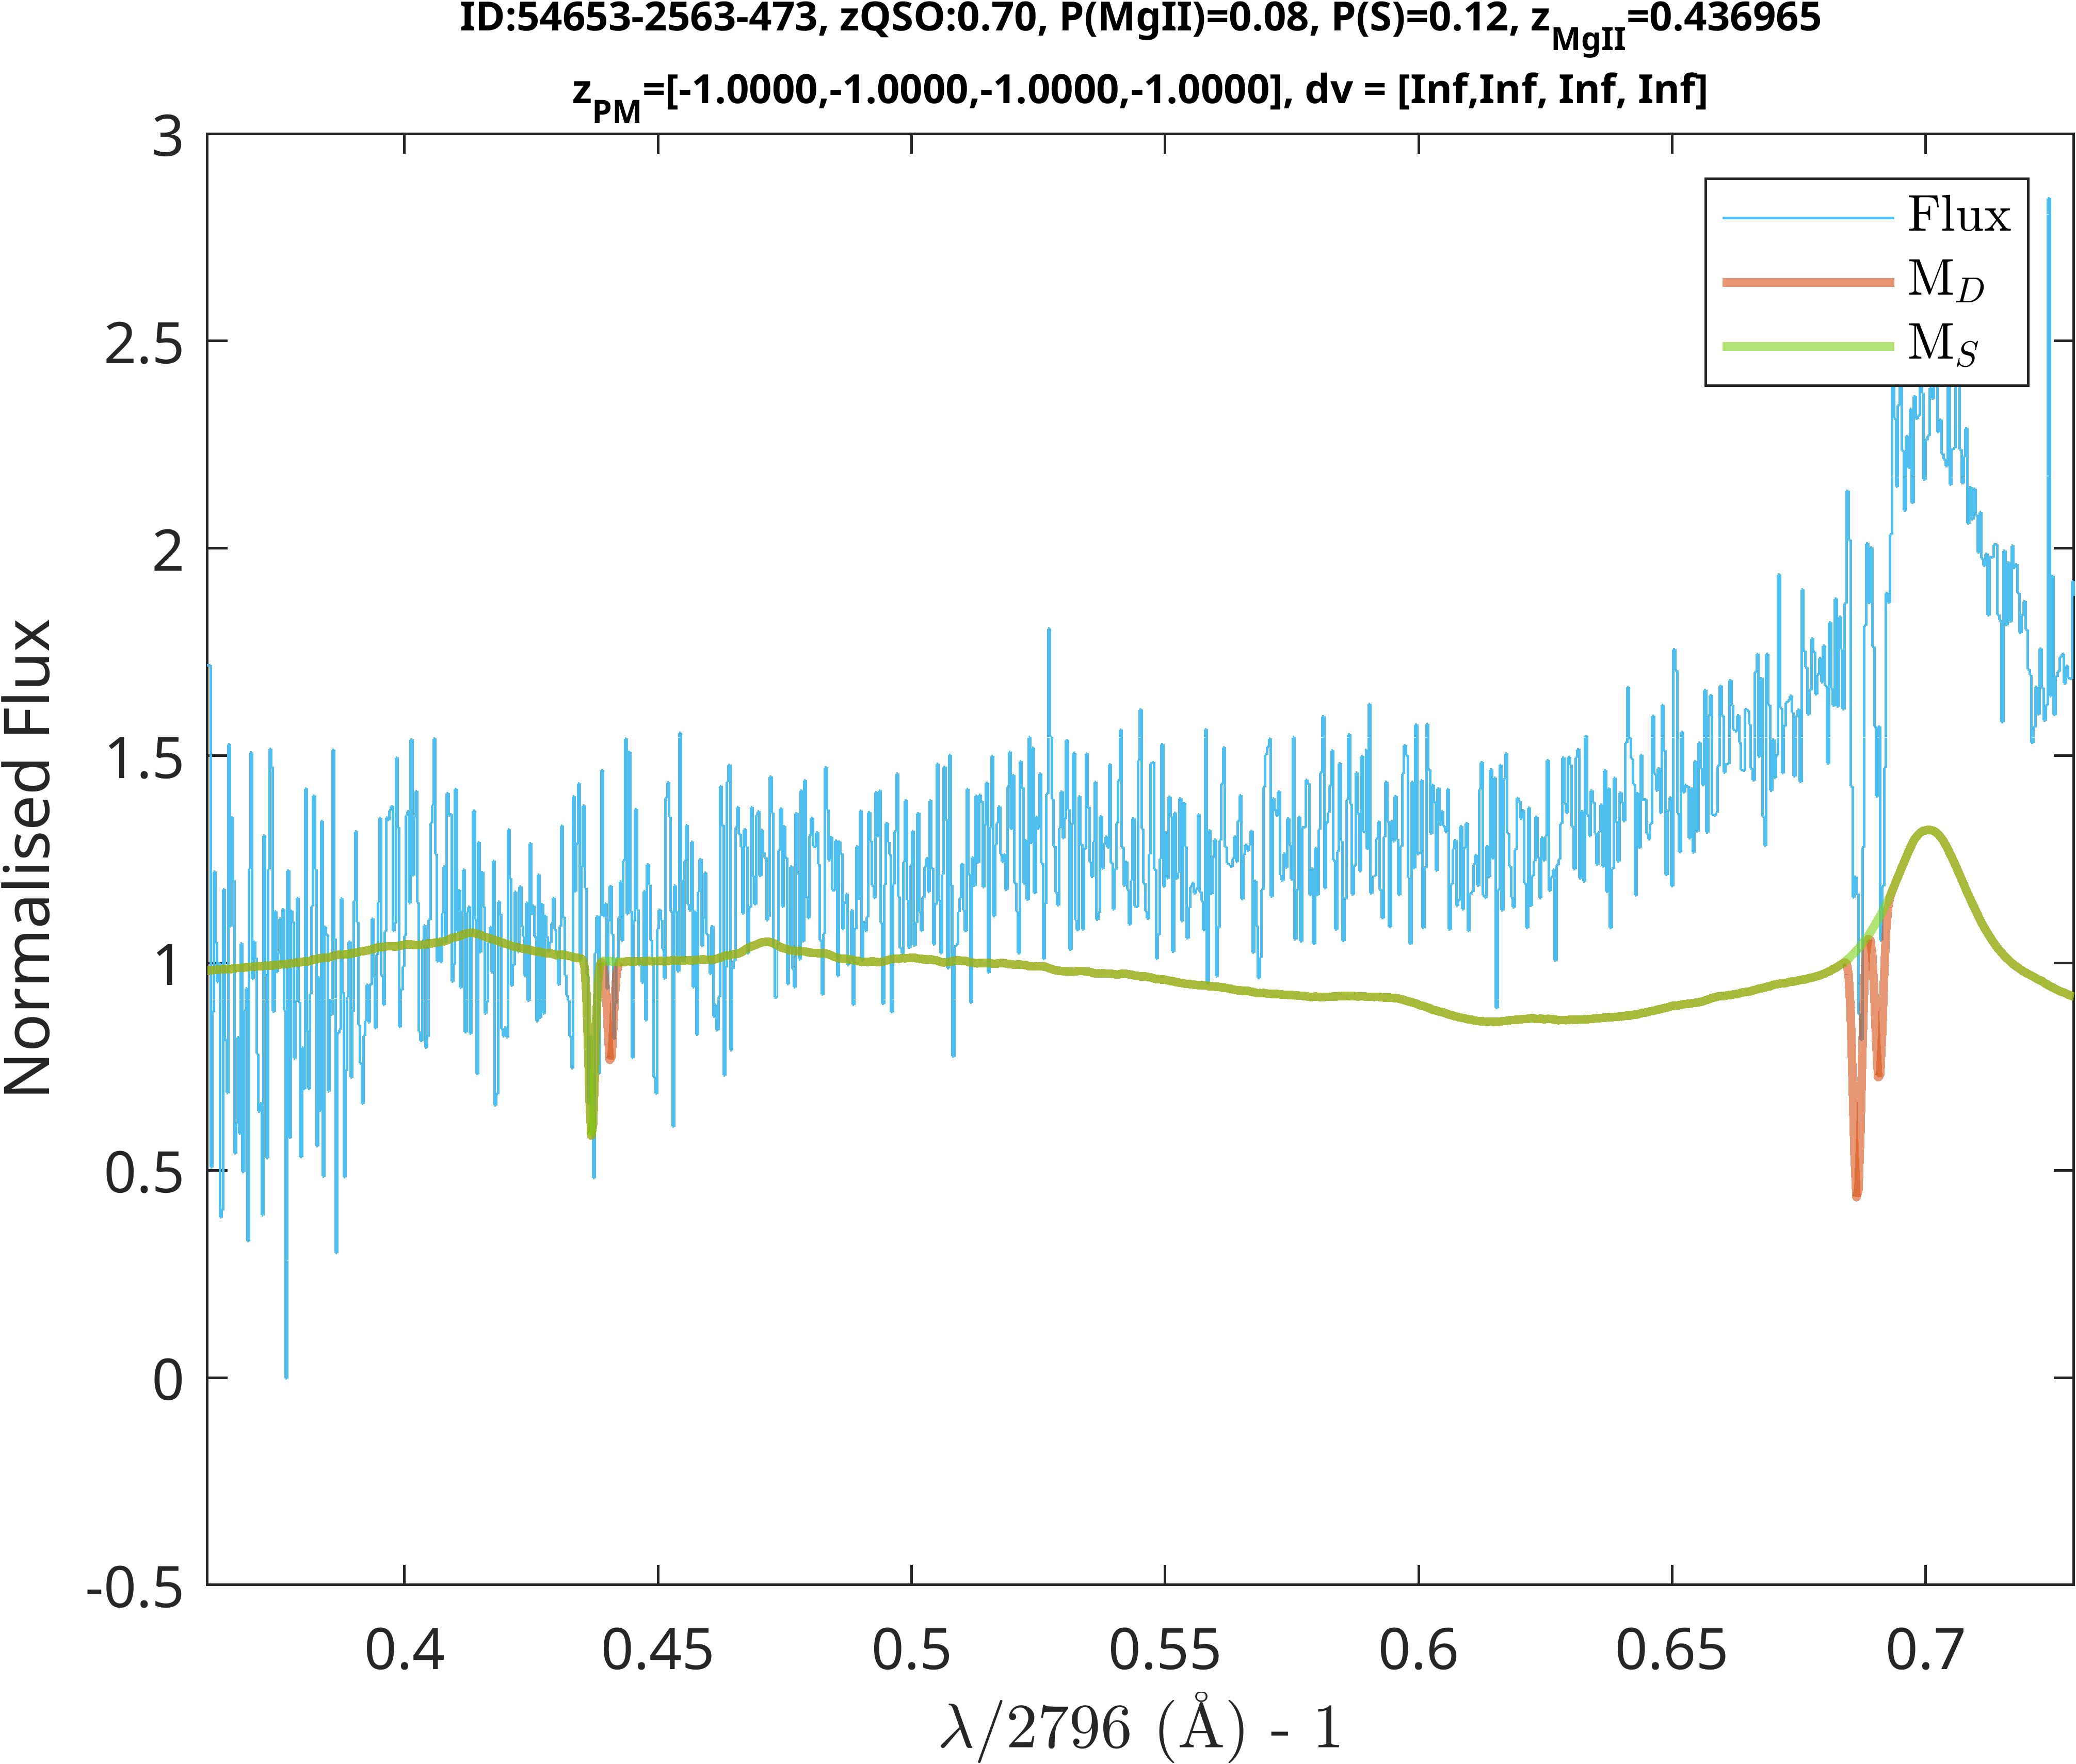 ID:54653-2563-473, zQSO:0.70, P(MgII)=0.08, P(S)=0.12, zMgII=0.436965
zPM=[-1.0000,-1.0000,-1.0000,-1.0000], dv = [Inf,Inf, Inf, Inf]
3
2.5
2
1.5
1
0.5
0
-0.5
Normalised Flux
Flux
MD
MS
0.4 0.45 0.5 0.55 0.6 0.65 0.7
λ/2796 (Å) - 1